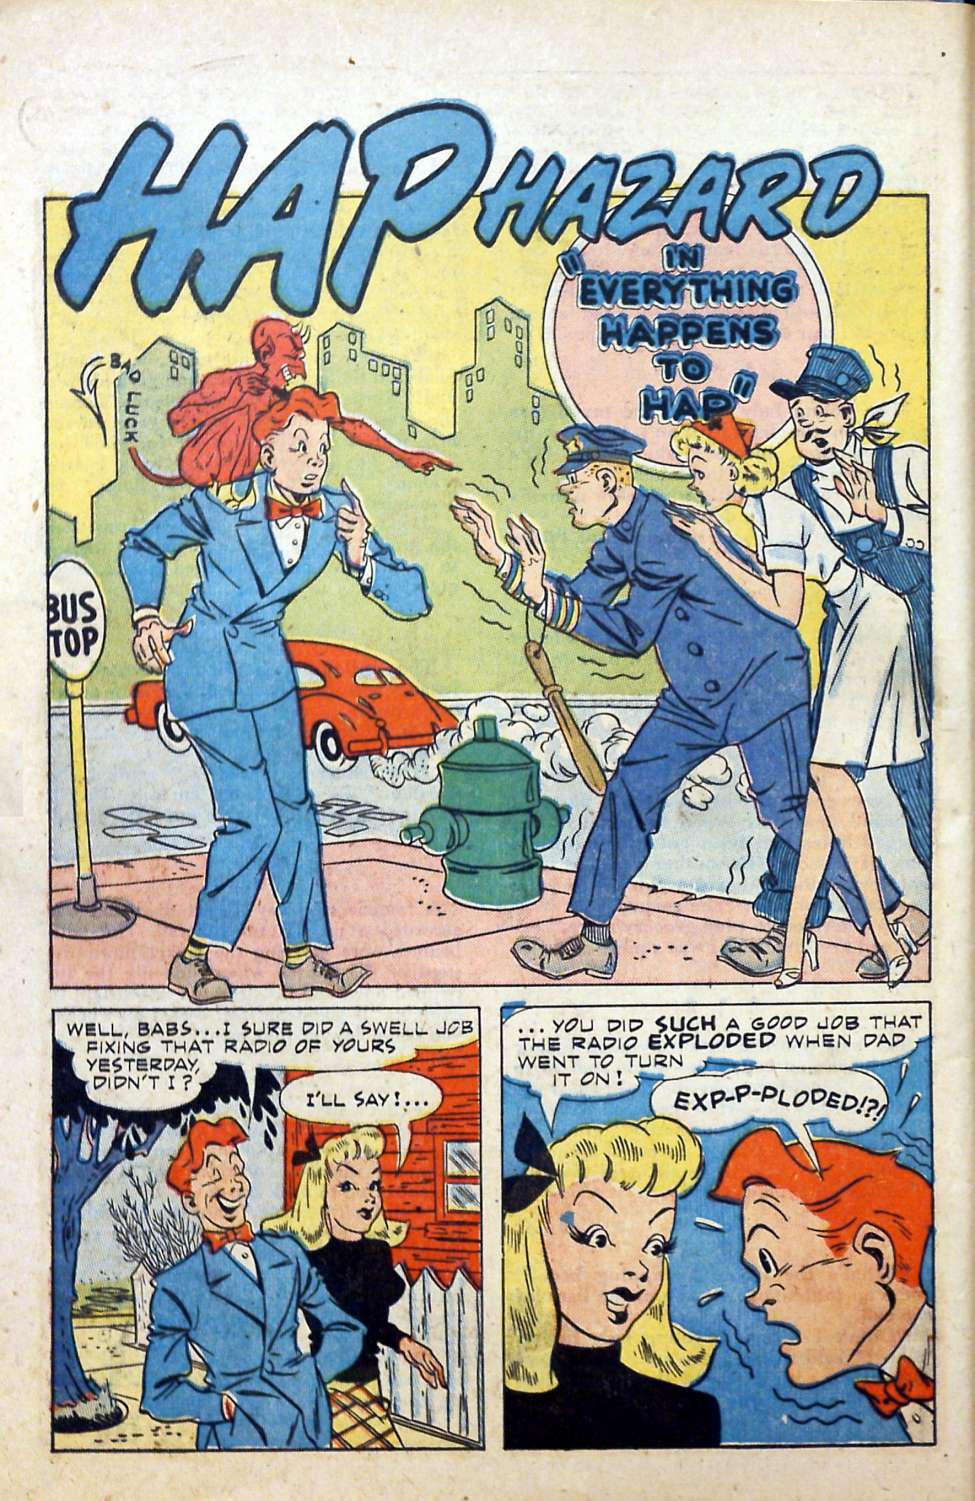 HAP HAZARD
IN
"EVERYTHING
HAPPENS
TO
HAP"
BAD LUCK
BUS
TOP
WELL, BABS...I SURE DID A SWELL JOB
FIXING THAT RADIO OF YOURS
YESTERDAY,
DIDN'T I?
I'LL SAY!...
...YOU DID SUCH A GOOD JOB THAT
THE RADIO EXPLODED WHEN DAD
WENT TO TURN
IT ON!
EXP-P-PLODED!?!